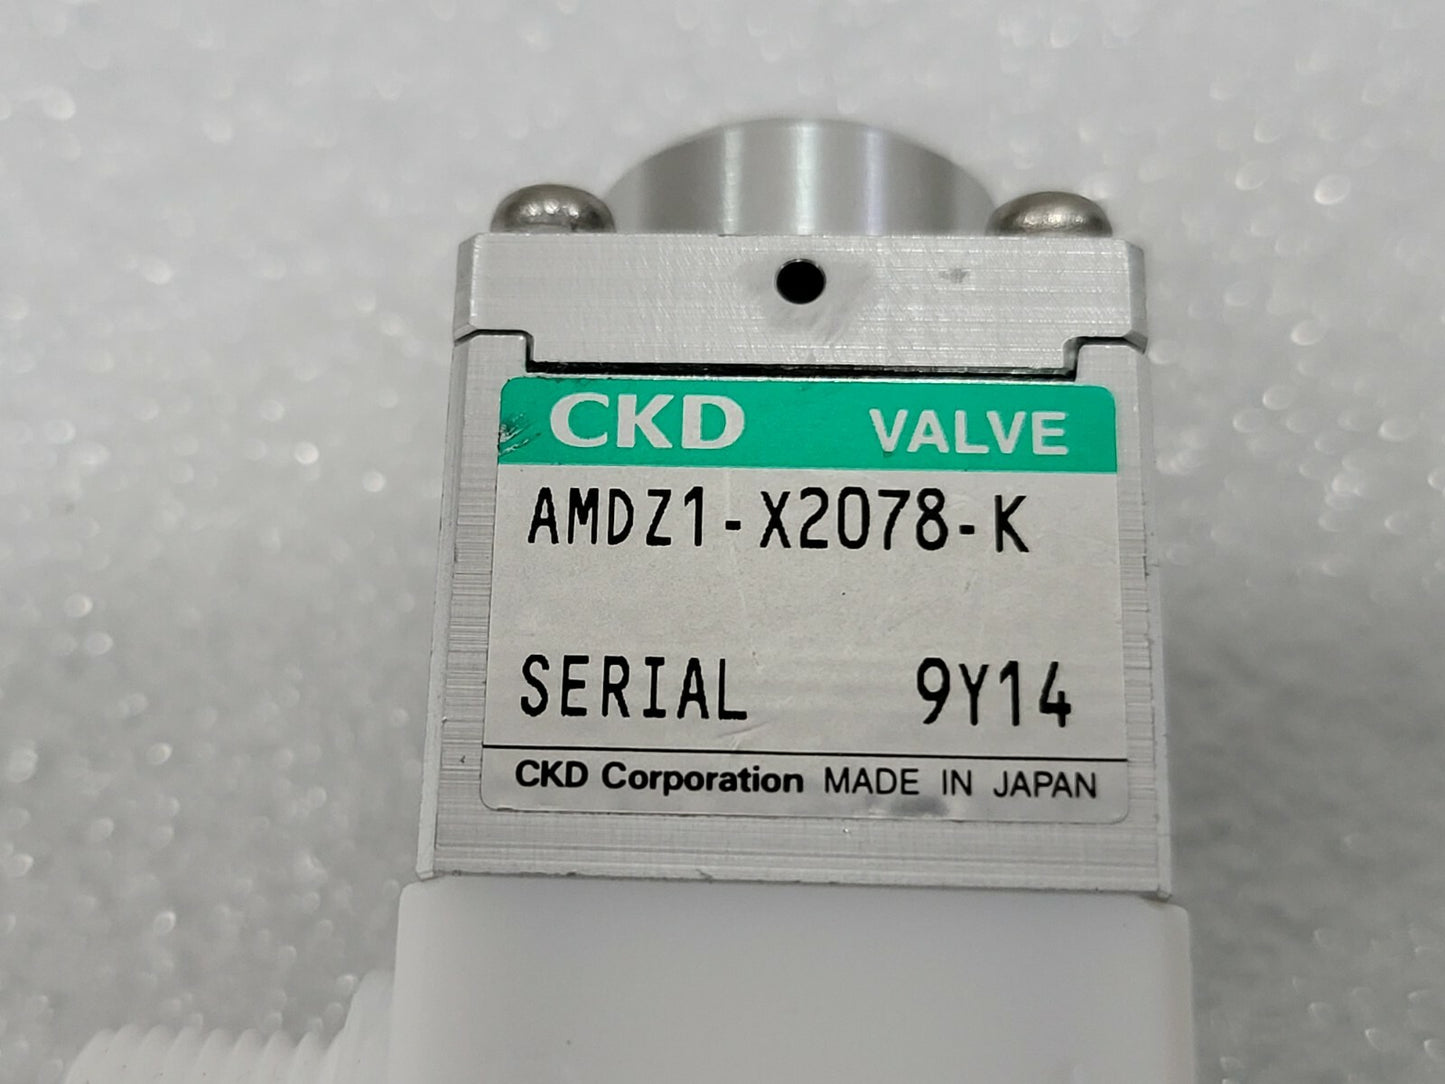 CKD VALVE
AMDZ1-X2078-K
SERIAL 9Y14
CKD Corporation MADE IN JAPAN